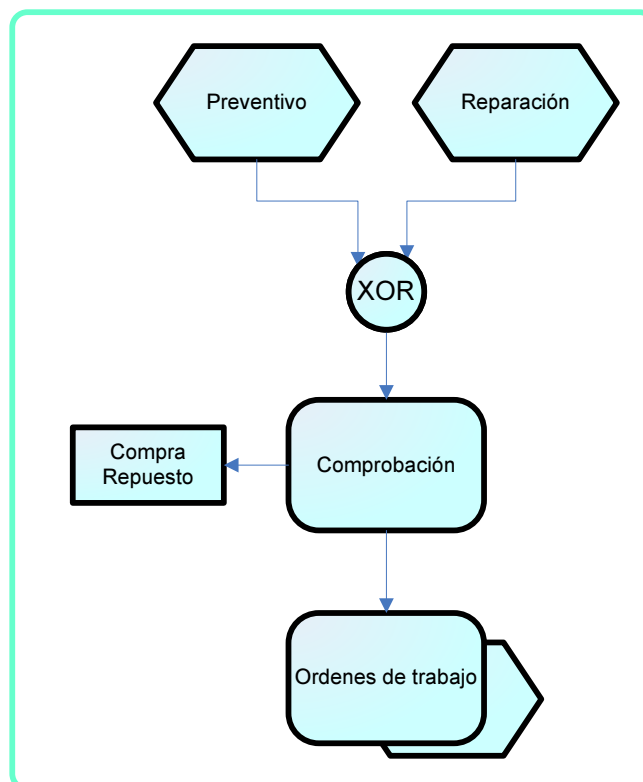 Preventivo
Reparación
XOR
Compra
Repuesto
Comprobación
Ordenes de trabajo